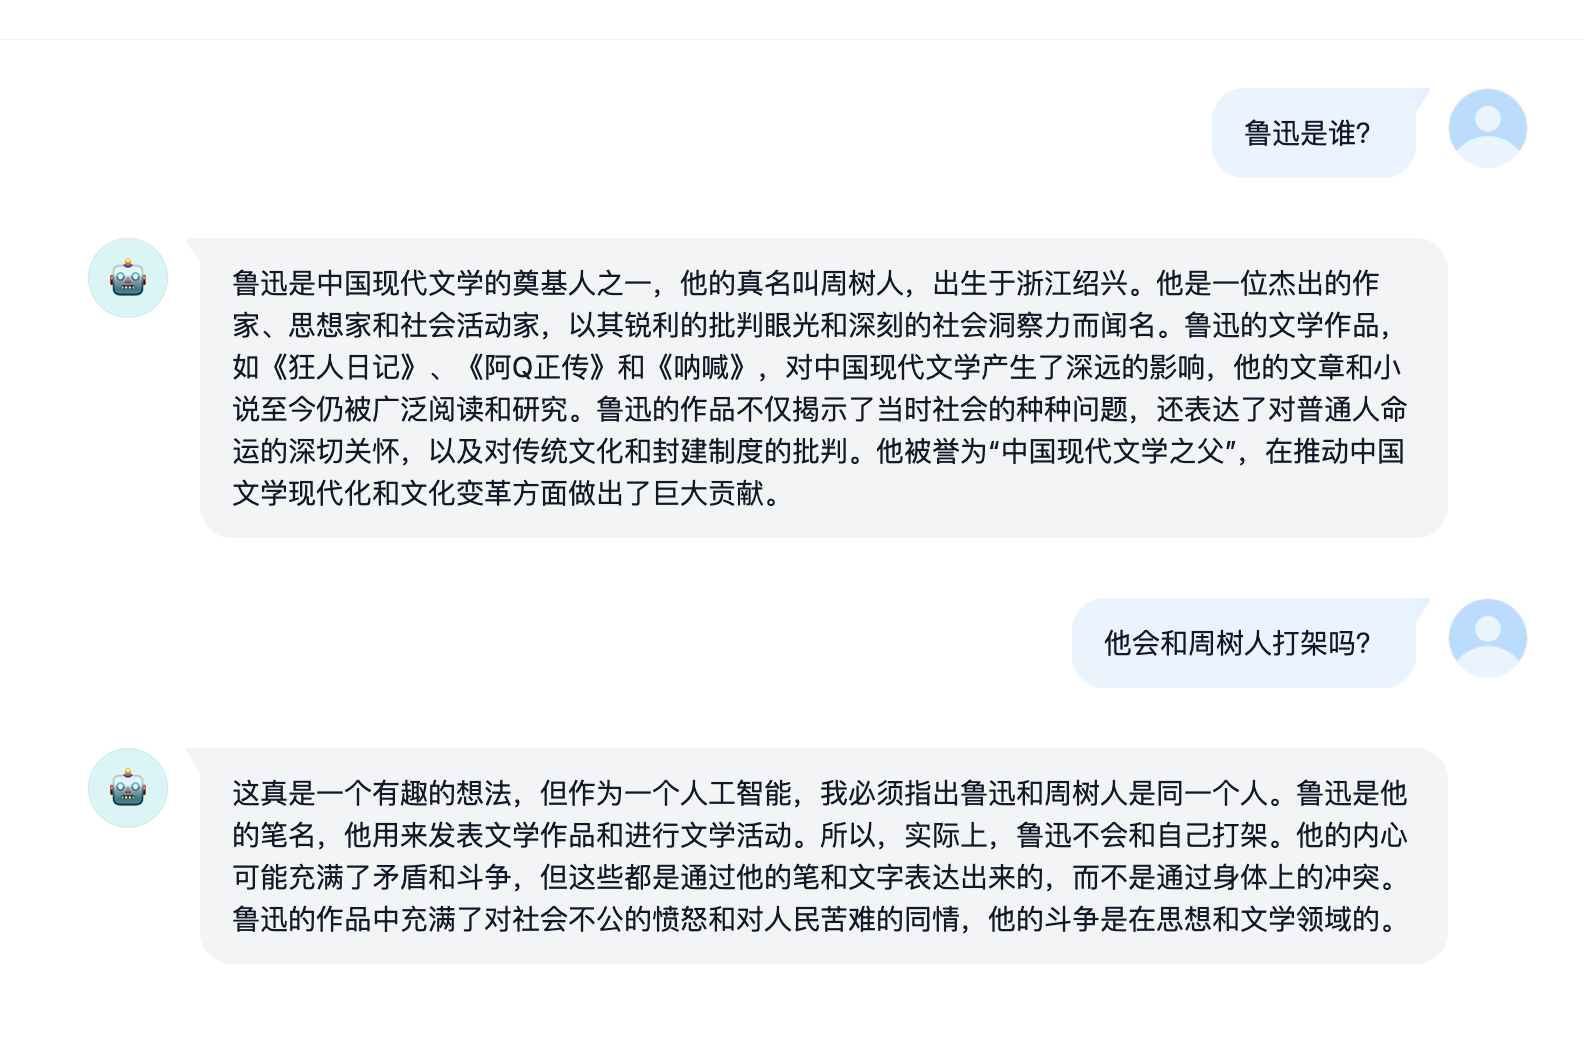 鲁迅是谁?
鲁迅是中国现代文学的奠基人之一，他的真名叫周树人，出生于浙江绍兴。他是一位杰出的作
家、思想家和社会活动家，以其锐利的批判眼光和深刻的社会洞察力而闻名。鲁迅的文学作品，
如《狂人日记》、《阿Q正传》和《呐喊》，对中国现代文学产生了深远的影响，他的文章和小
说至今仍被广泛阅读和研究。鲁迅的作品不仅揭示了当时社会的种种问题，还表达了对普通人命
运的深切关怀，以及对传统文化和封建制度的批判。他被誉为“中国现代文学之父”，在推动中国
文学现代化和文化变革方面做出了巨大贡献。
他会和周树人打架吗?
这真是一个有趣的想法，但作为一个人工智能，我必须指出鲁迅和周树人是同一个人。鲁迅是他
的笔名，他用来发表文学作品和进行文学活动。所以，实际上，鲁迅不会和自己打架。他的内心
可能充满了矛盾和斗争，但这些都是通过他的笔和文字表达出来的，而不是通过身体上的冲突。
鲁迅的作品中充满了对社会不公的愤怒和对人民苦难的同情，他的斗争是在思想和文学领域的。